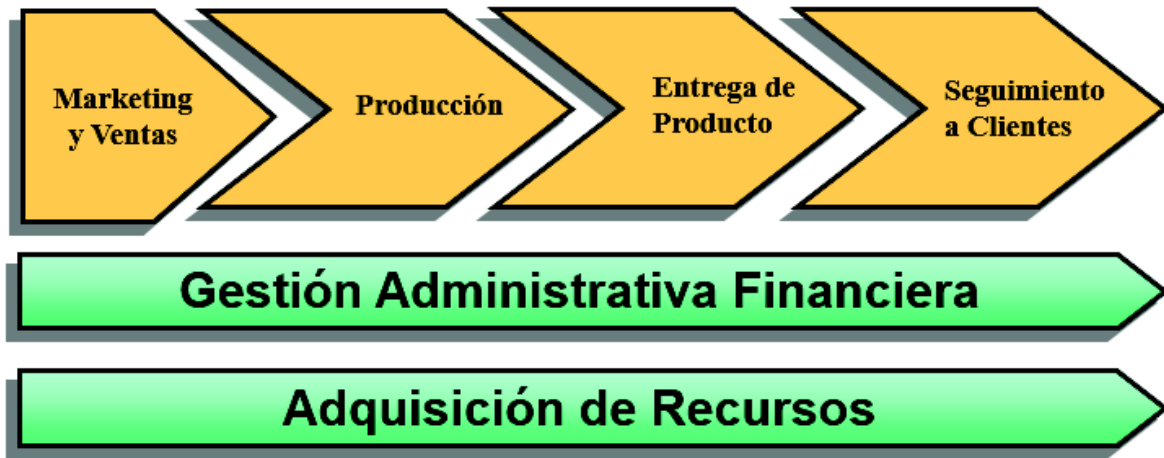 Marketing
y Ventas
Producción
Entrega de
Producto
Seguimiento
a Clientes
Gestión Administrativa Financiera
Adquisición de Recursos